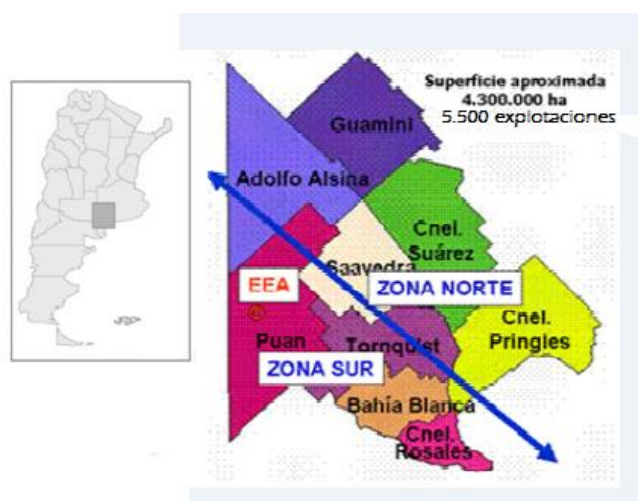 Superficie aproximada
4.300.000 ha
5.500 explotaciones
Guamini
Adolfo Alsina
Cnel.
Suárez
Saavedra
EEA
ZONA NORTE
Cnel.
Pringles
Puan
Tornquist
ZONA SUR
Bahía Blanca
Cnel.
Rosales